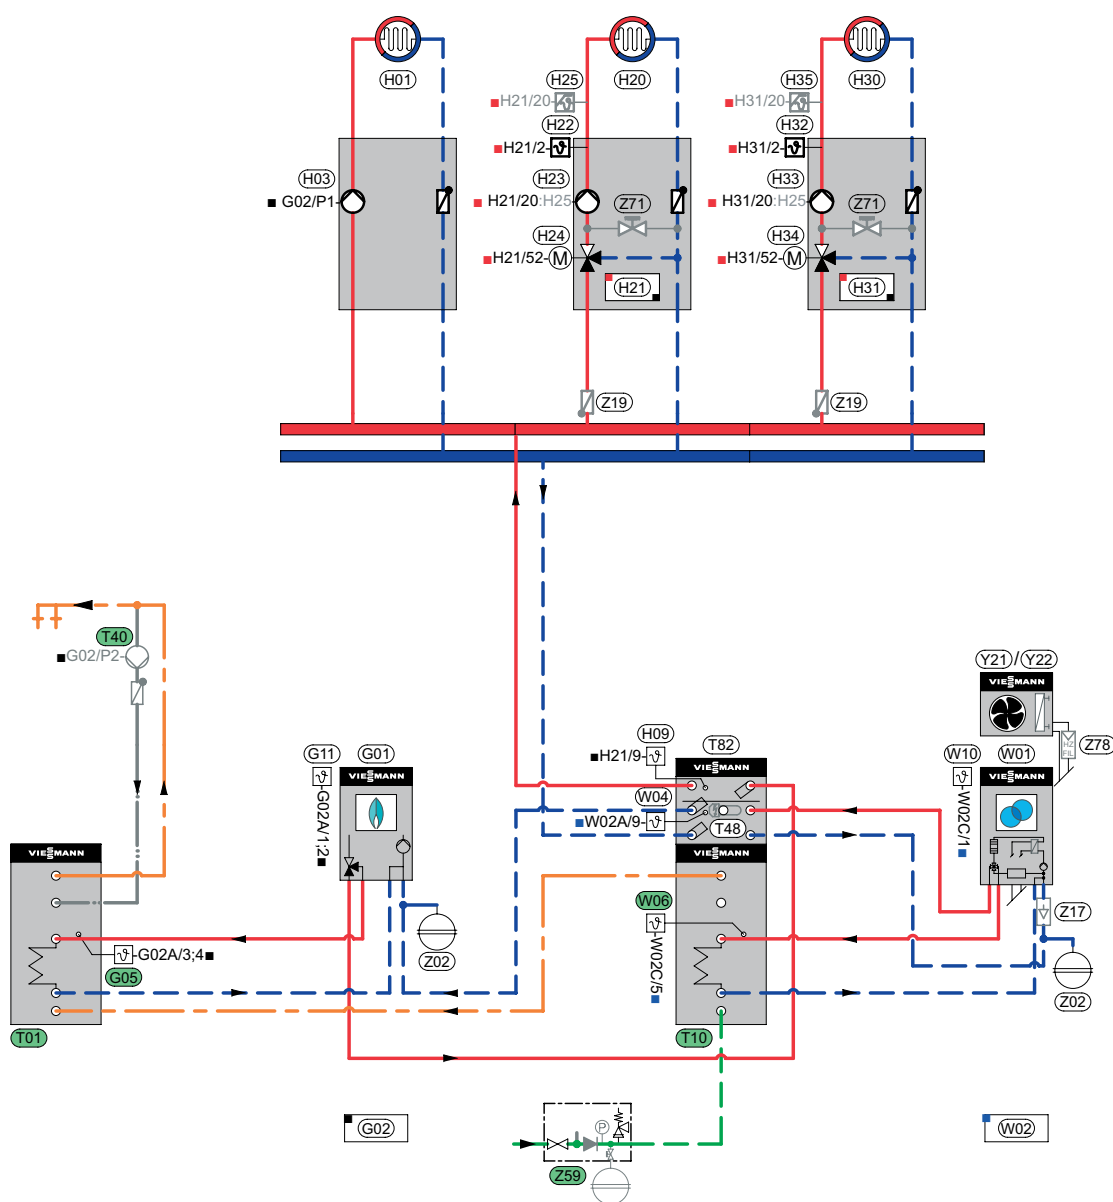 H01
H25
H20
H35
H30
H21/20
H31/20
H22
H32
H21/2
H31/2
H03
H23
H33
G02/P1
H21/20:H25
Z71
H31/20:H25
Z71
H24
H34
H21/52
M
H31/52
M
H21
H31
Z19
Z19
T40
G02/P2
Y21 / Y22
VIESMANN
HZ
FIL
Z78
H09
T82
H21/9
G11
G01
W10
W01
VIESMANN
VIESMANN
VIESMANN
ϑ
G02A/1;2
W04
W02A/9
T48
W02C/1
VIESMANN
VIESMANN
W06
Z17
G02A/3;4
G05
Z02
W02C/5
Z02
T01
T10
G02
P
W02
Z59